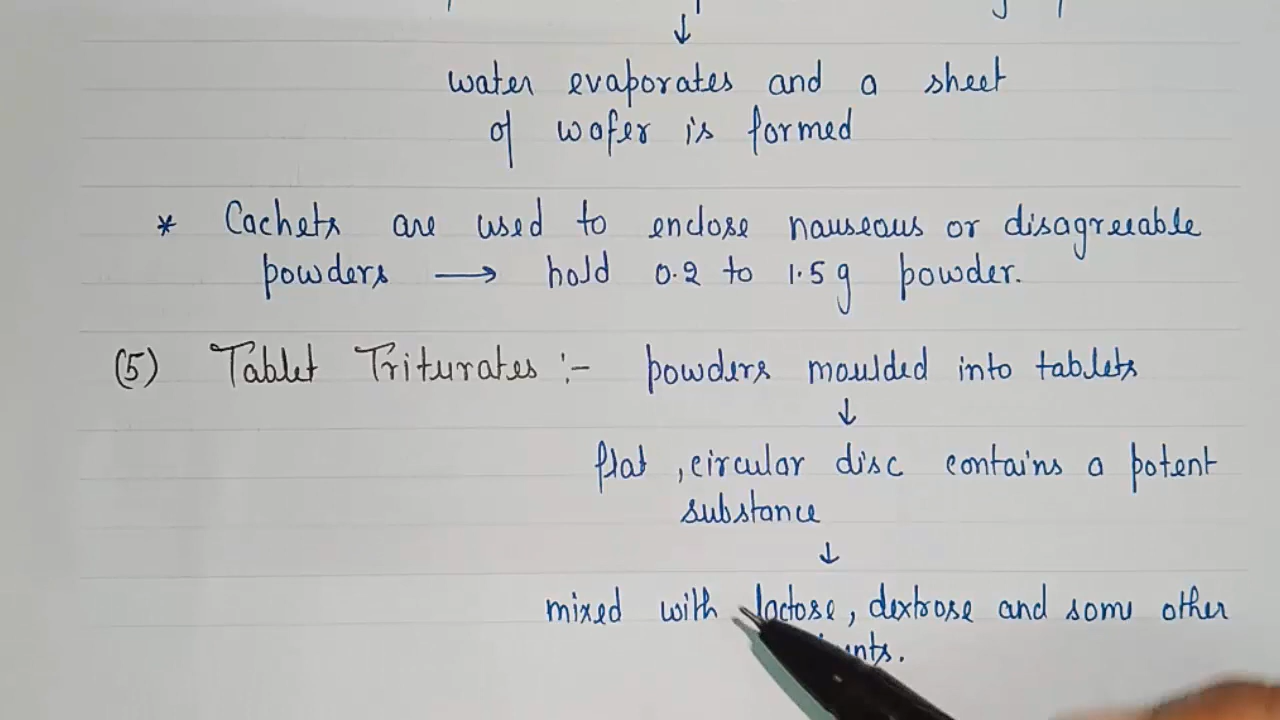 ↓
water evaporates and a sheet
of wafer is formed
* Cachets are used to enclose nauseous or disagreeable
powders → hold 0.2 to 1.5g powder.
(5) Tablet Triturates :- powders moulded into tablets
↓
flat, circular disc contains a potent
substance
↓
mixed with lactose, dextrose and some other